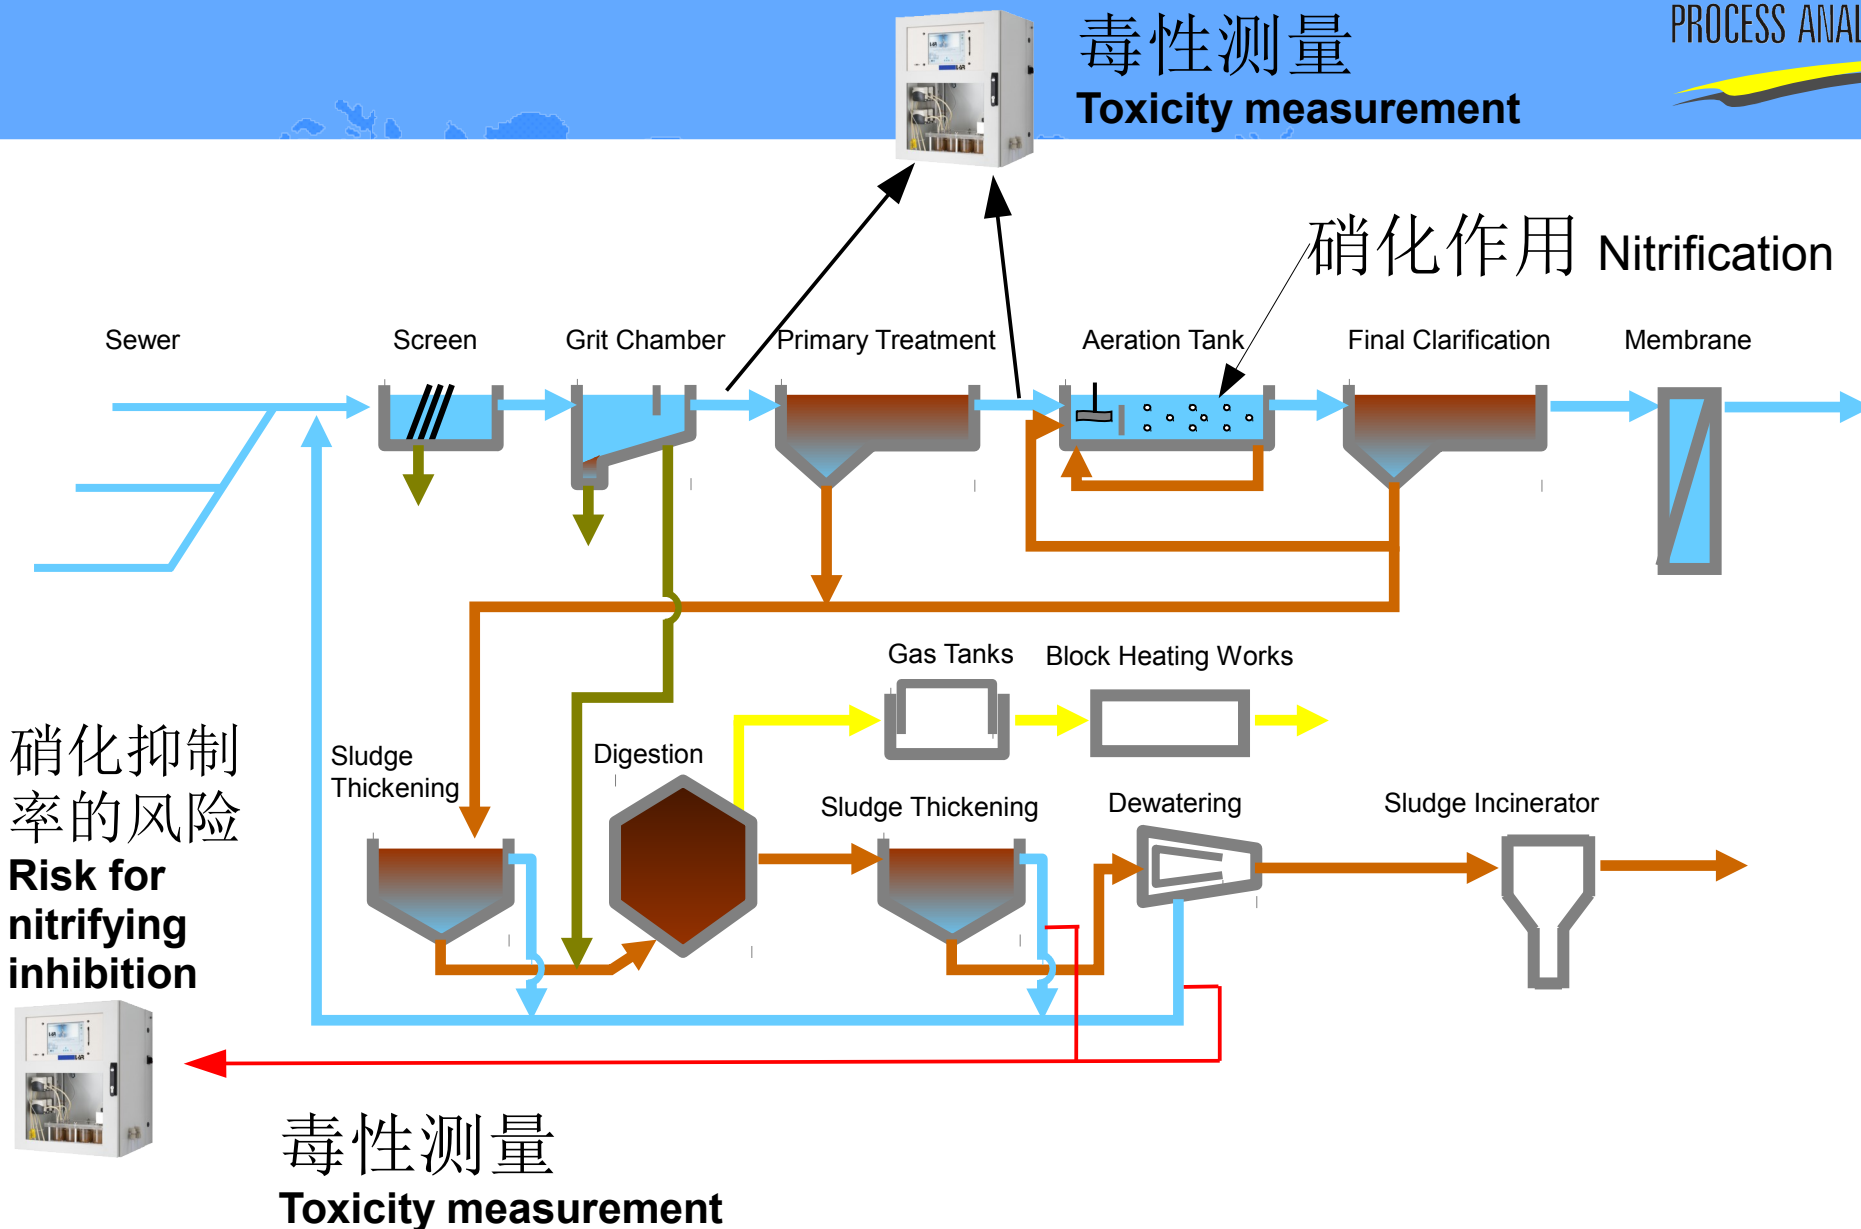 毒性测量
Toxicity measurement
PROCESS ANAL
硝化作用 Nitrification
Sewer
Screen
Grit Chamber
Primary Treatment
Aeration Tank
Final Clarification
Membrane
Gas Tanks
Block Heating Works
硝化抑制
率的风险
Risk for
nitrifying
inhibition
Sludge
Thickening
Digestion
Sludge Thickening
Dewatering
Sludge Incinerator
毒性测量
Toxicity measurement